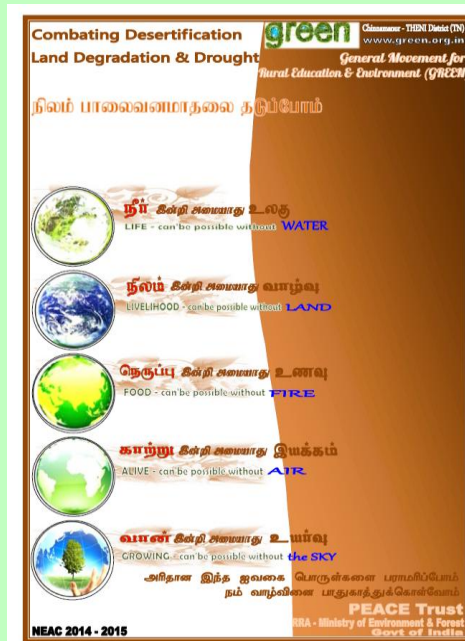 Combating Desertification
Land Degradation & Drought
green
Chinnamanur - THENI District (TN)
www.green.org.in
General Movement for
Rural Education & Environment (GREEN
நிலம் பாலைவனமாதலை தடுப்போம்
நீர் இன்றி அமையாது உலகு
LIFE - can'be possible without WATER
நிலம் இன்றி அமையாது வாழ்வு
LIVELIHOOD - can'be possible without LAND
நெருப்பு இன்றி அமையாது உணவு
FOOD - can'be possible without FIRE
காற்று இன்றி அமையாது இயக்கம்
ALIVE - can'be possible without AIR
வான் இன்றி அமையாது உயர்வு
GROWING - can'be possible without the SKY
அரிதான இந்த ஐவகை பொருள்களை பராமரிப்போம்
நம் வாழ்வினை பாதுகாத்துக்கொள்வோம்
PEACE Trust
RRA - Ministry of Environment & Forest
Govt of India
NEAC 2014 - 2015